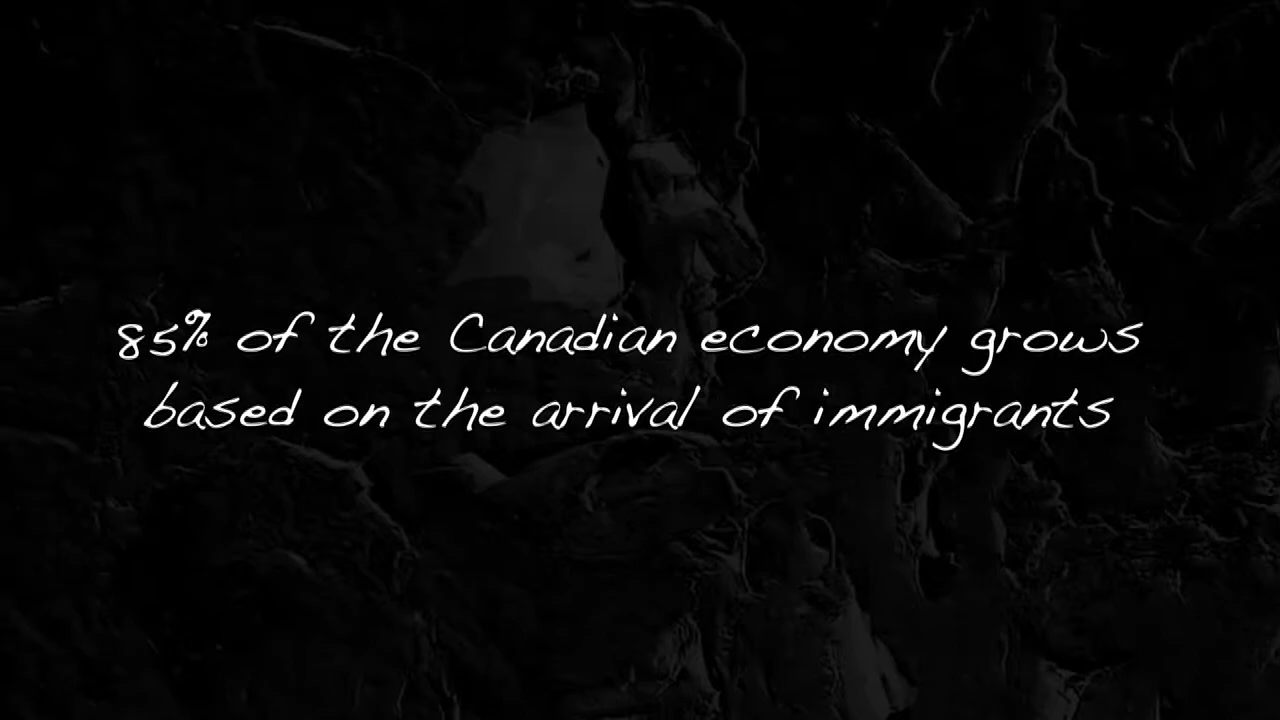 85% of the Canadian economy grows
based on the arrival of immigrants